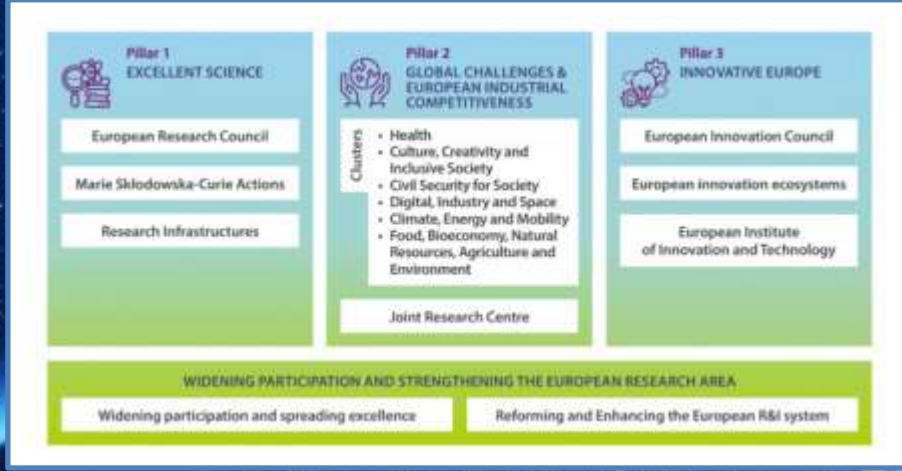 Pillar 1
EXCELLENT SCIENCE
European Research Council
Marie Skłodowska-Curie Actions
Research Infrastructures
Pillar 2
GLOBAL CHALLENGES &
EUROPEAN INDUSTRIAL
COMPETITIVENESS
Clusters
• Health
• Culture, Creativity and
Inclusive Society
• Civil Security for Society
• Digital, Industry and Space
• Climate, Energy and Mobility
• Food, Bioeconomy, Natural
Resources, Agriculture and
Environment
Joint Research Centre
Pillar 3
INNOVATIVE EUROPE
European Innovation Council
European innovation ecosystems
European Institute
of Innovation and Technology
WIDENING PARTICIPATION AND STRENGTHENING THE EUROPEAN RESEARCH AREA
Widening participation and spreading excellence
Reforming and Enhancing the European R&I system